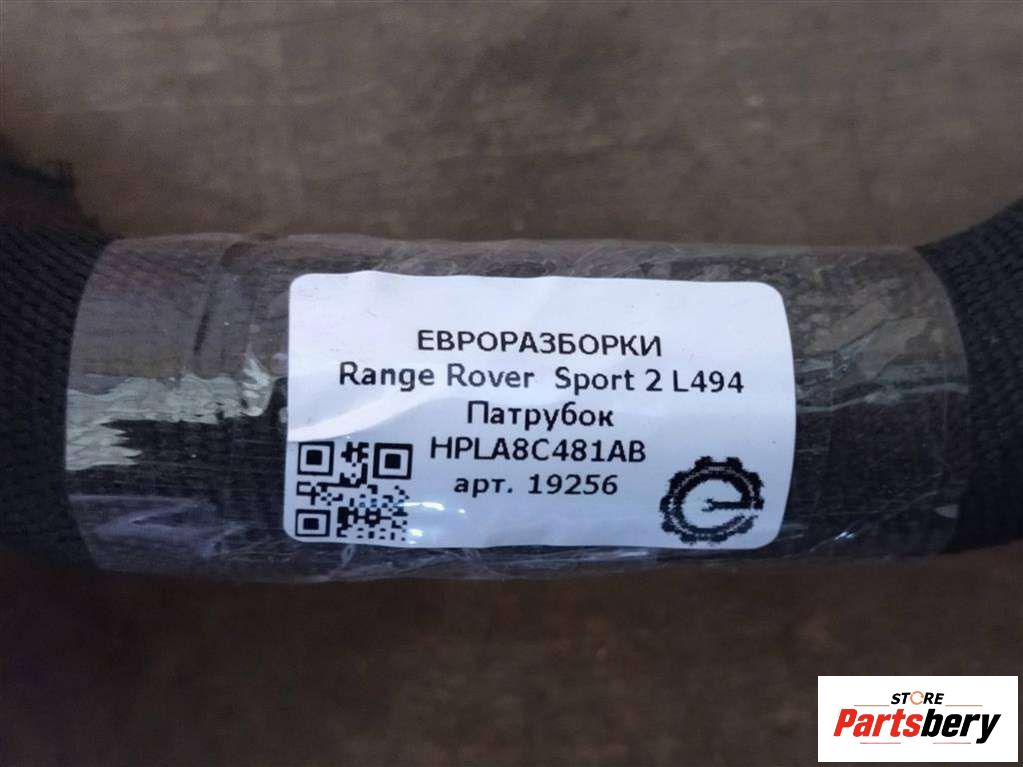 ЕВРОРАЗБОРКИ
Range Rover Sport 2 L494
Патрубок
HPLA8C481AB
арт. 19256
STORE
Partsbery